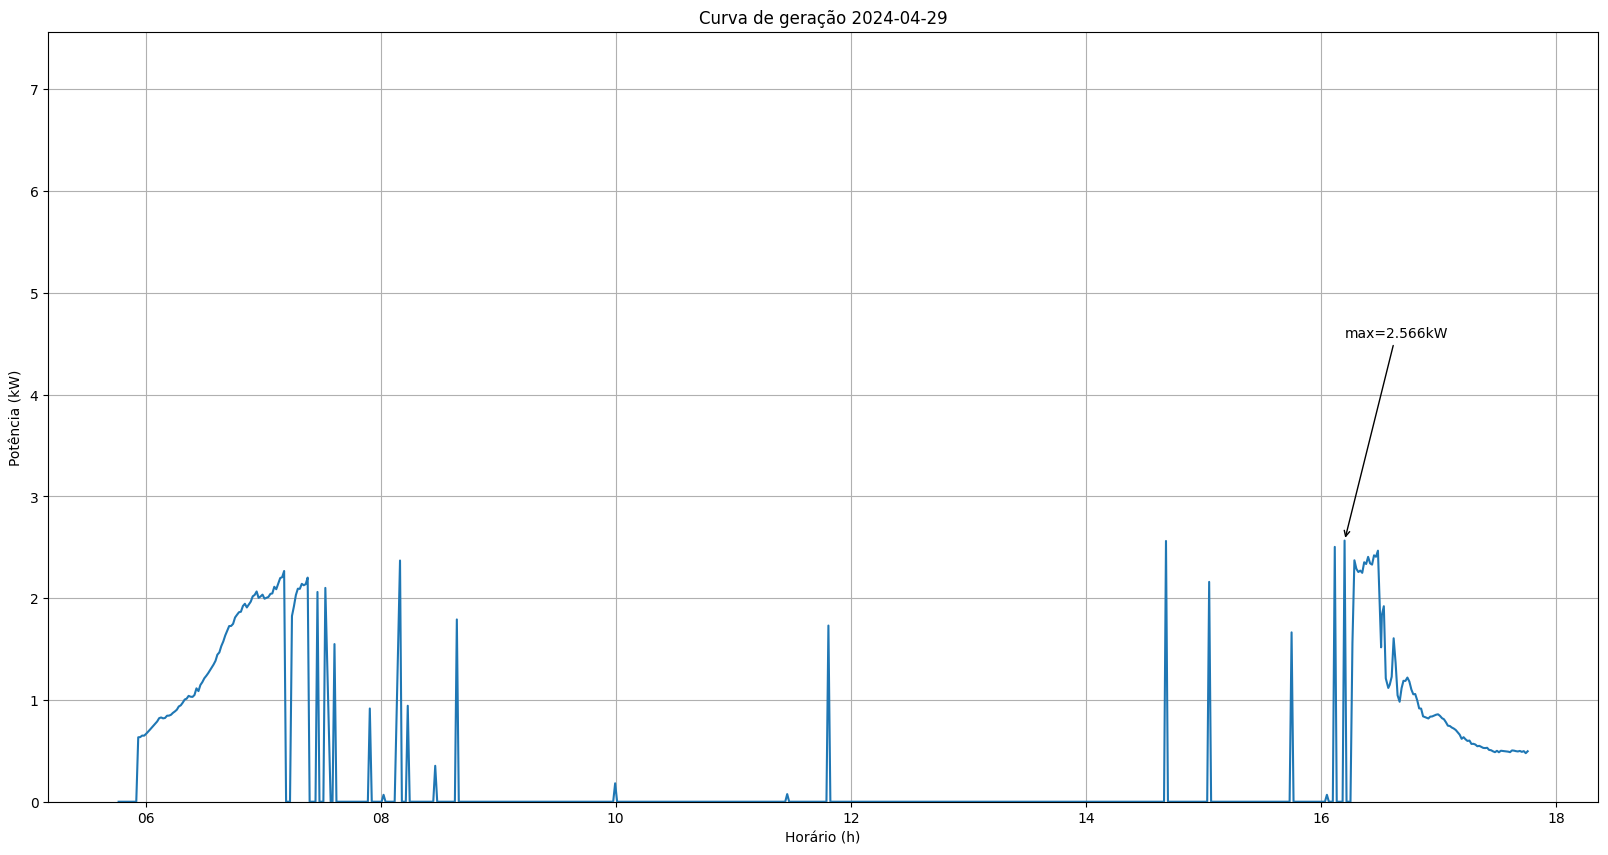 Curva de geração 2024-04-29
7
6
5
4
3
2
1
0
Potência (kW)
max=2.566kW
06 08 10 12 14 16 18
Horário (h)